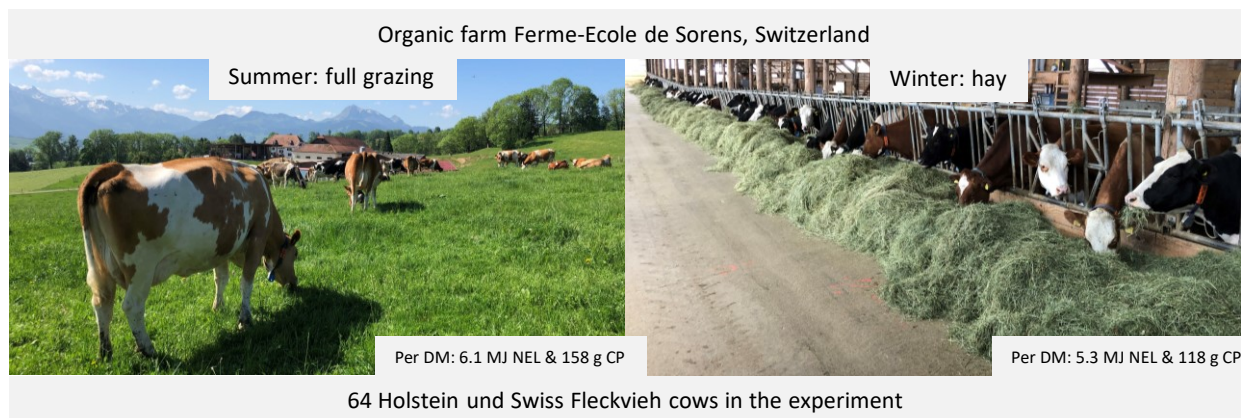 Organic farm Ferme-Ecole de Sorens, Switzerland
Summer: full grazing
Winter: hay
Per DM: 6.1 MJ NEL & 158 g CP
Per DM: 5.3 MJ NEL & 118 g CP
64 Holstein und Swiss Fleckvieh cows in the experiment